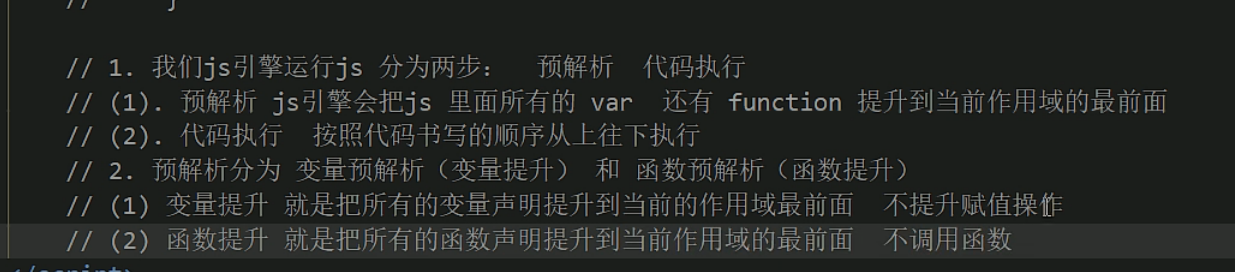 // 1. 我们js引擎运行js 分为两步： 预解析 代码执行
// (1). 预解析 js引擎会把js 里面所有的 var 还有 function 提升到当前作用域的最前面
// (2). 代码执行 按照代码书写的顺序从上往下执行
// 2. 预解析分为 变量预解析（变量提升） 和 函数预解析（函数提升）
// (1) 变量提升 就是把所有的变量声明提升到当前的作用域最前面 不提升赋值操作
// (2) 函数提升 就是把所有的函数声明提升到当前作用域的最前面 不调用函数